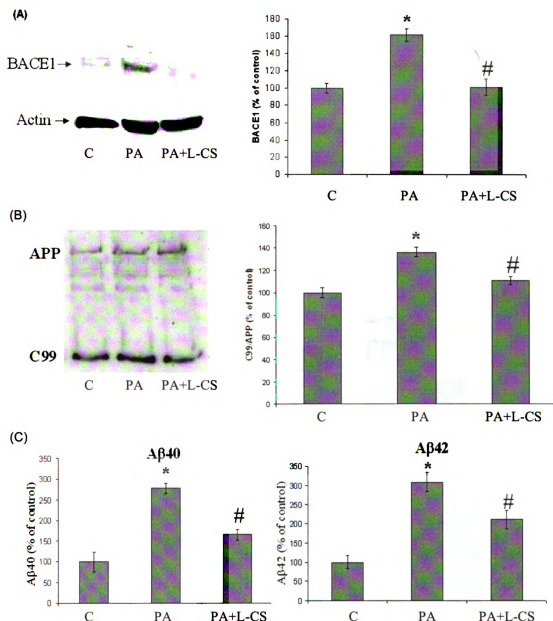 (A)
BACE1
Actin
C PA PA+L-CS
BACE1 (% of control)
180
160
140
120
100
80
60
40
20
0
*
#
C PA PA+L-CS
(B)
APP
C99
C PA PA+L-CS
C99/APP (% of control)
160
140
120
100
80
60
40
20
0
*
#
C PA PA+L-CS
(C)
Aβ40
Aβ40 (% of control)
350
300
250
200
150
100
50
0
*
#
C PA PA+L-CS
Aβ42
Aβ42 (% of control)
350
300
250
200
150
100
50
0
*
#
C PA PA+L-CS